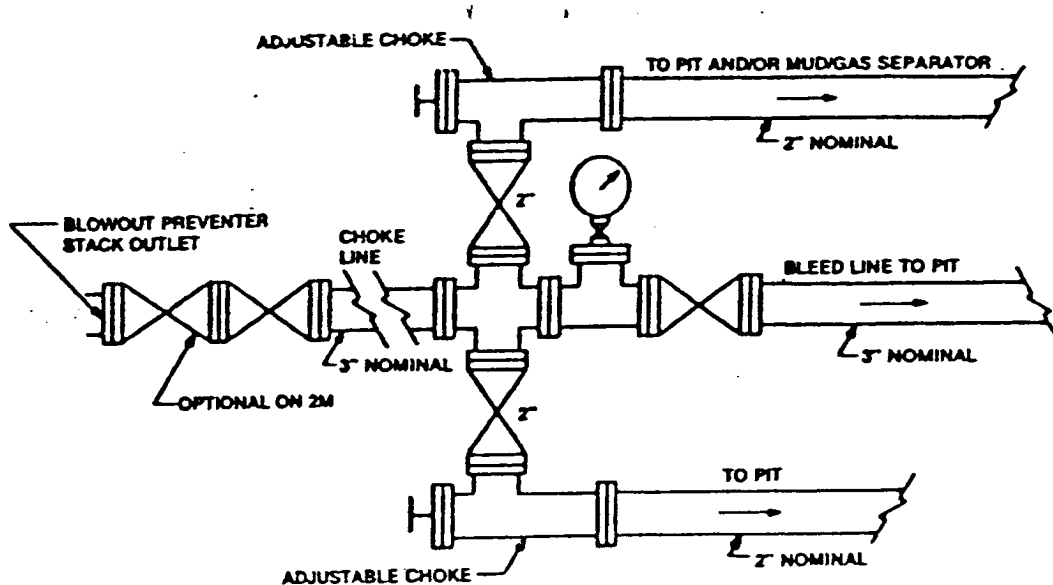 ADJUSTABLE CHOKE
TO PIT AND/OR MUD/GAS SEPARATOR
2" NOMINAL
2"
BLOWOUT PREVENTER
STACK OUTLET
CHOKE
LINE
BLEED LINE TO PIT
3" NOMINAL
3" NOMINAL
OPTIONAL ON 2M
2"
TO PIT
2" NOMINAL
ADJUSTABLE CHOKE